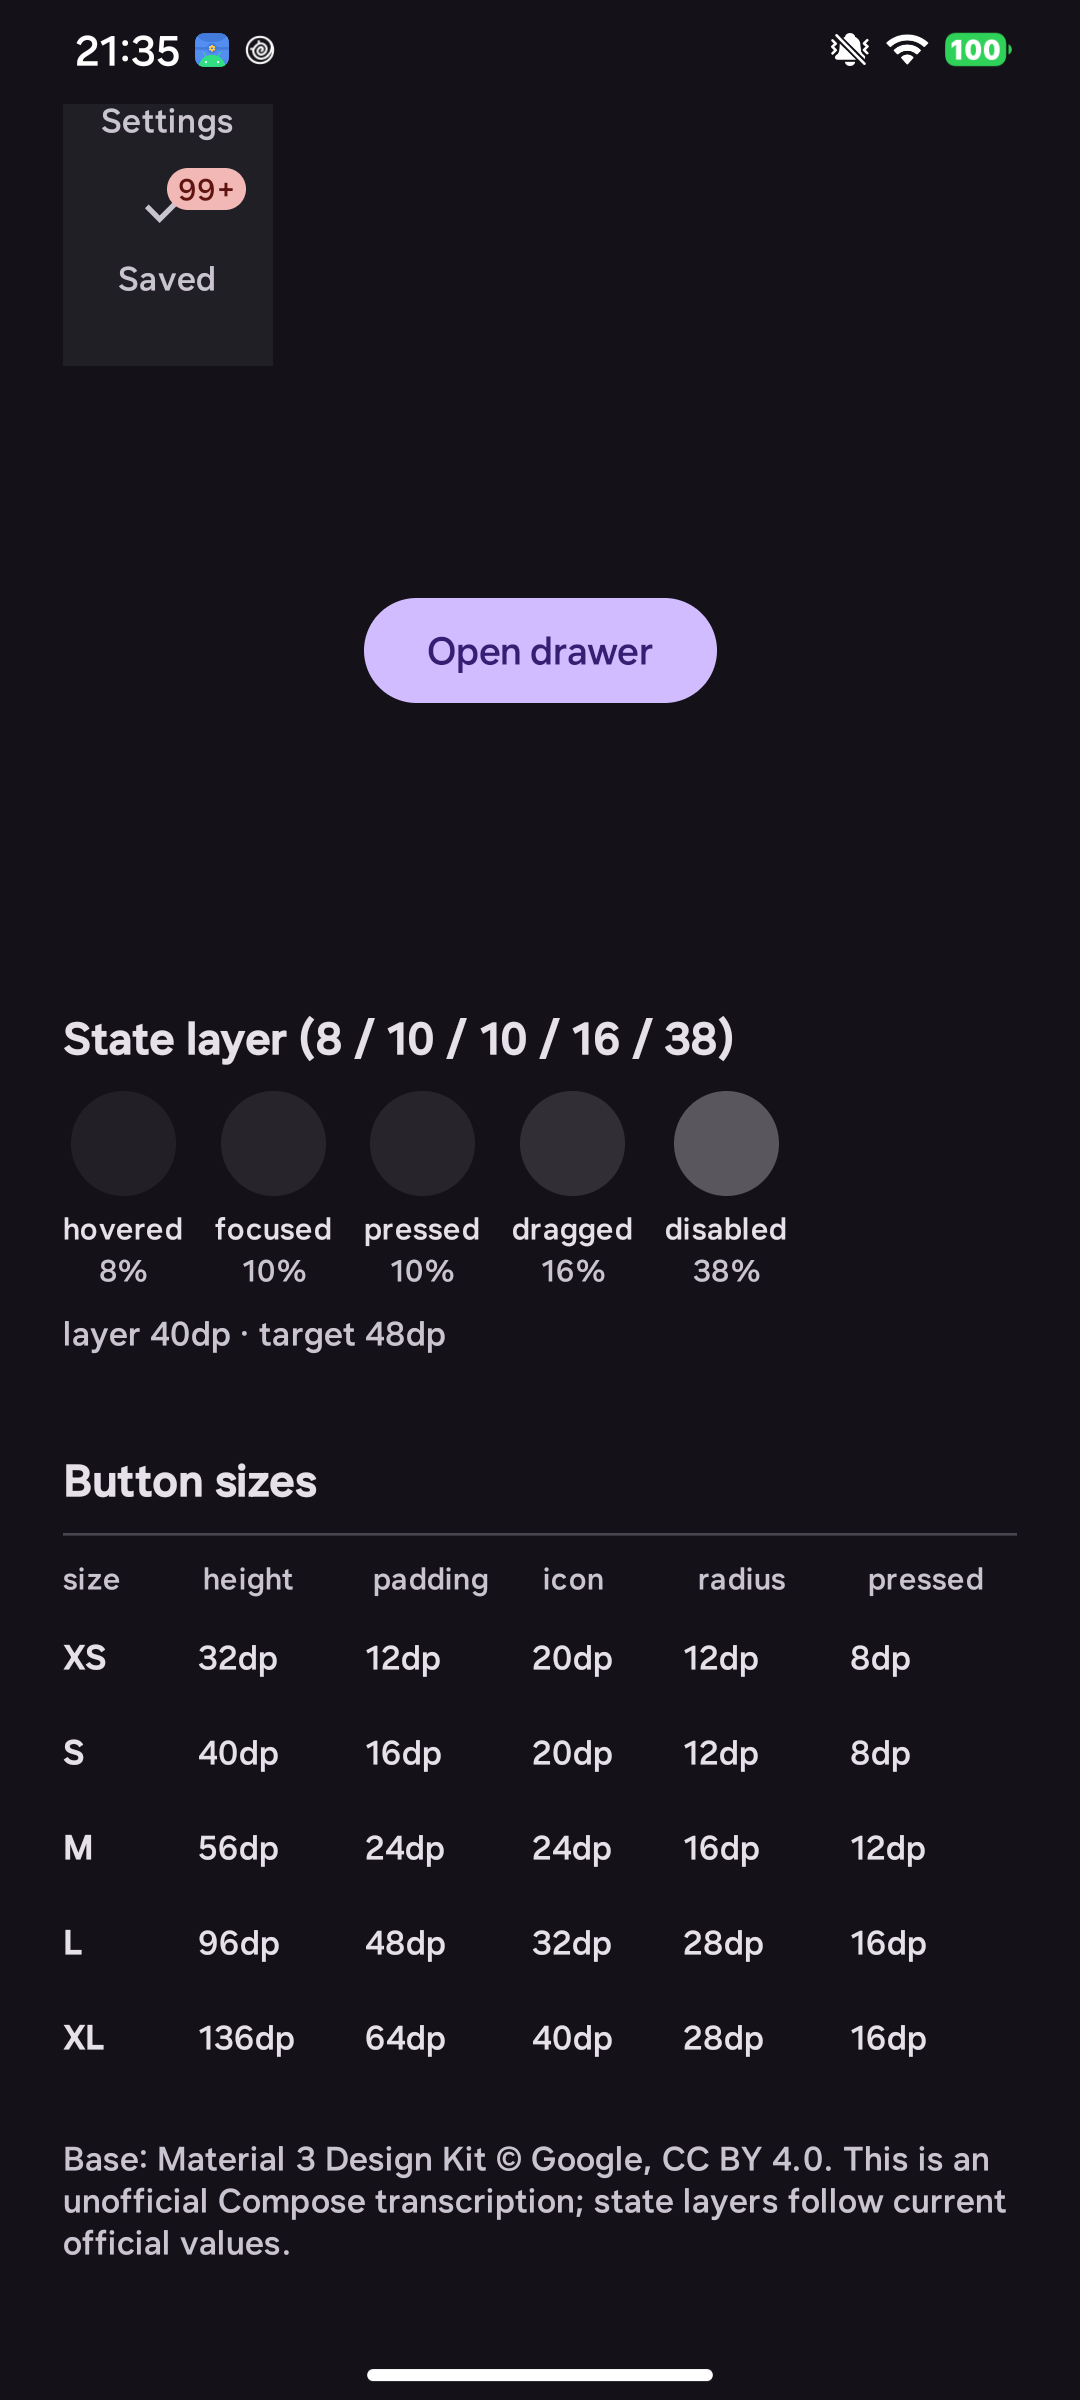 21:35
100
Settings
99+
Saved
Open drawer
State layer (8 / 10 / 10 / 16 / 38)
hovered focused pressed dragged disabled
8% 10% 10% 16% 38%
layer 40dp · target 48dp
Button sizes
size height padding icon radius pressed
XS 32dp 12dp 20dp 12dp 8dp
S 40dp 16dp 20dp 12dp 8dp
M 56dp 24dp 24dp 16dp 12dp
L 96dp 48dp 32dp 28dp 16dp
XL 136dp 64dp 40dp 28dp 16dp
Base: Material 3 Design Kit © Google, CC BY 4.0. This is an
unofficial Compose transcription; state layers follow current
official values.